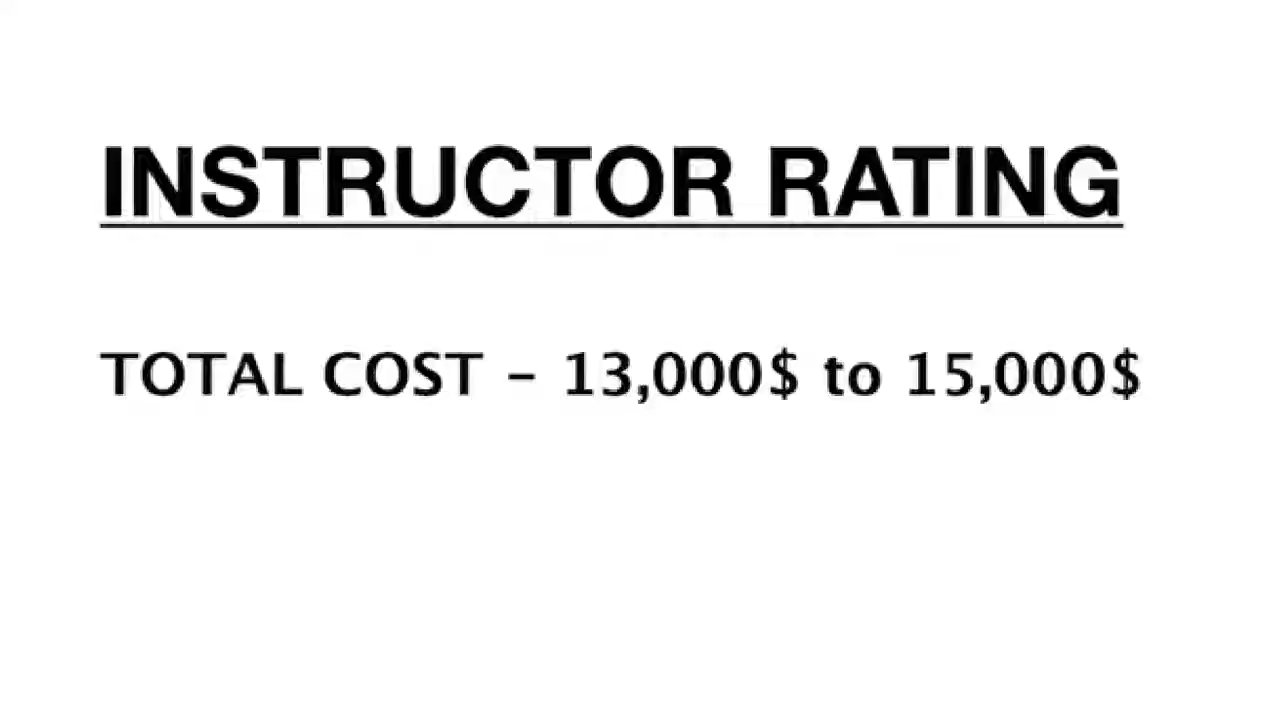 INSTRUCTOR RATING
TOTAL COST - 13,000$ to 15,000$